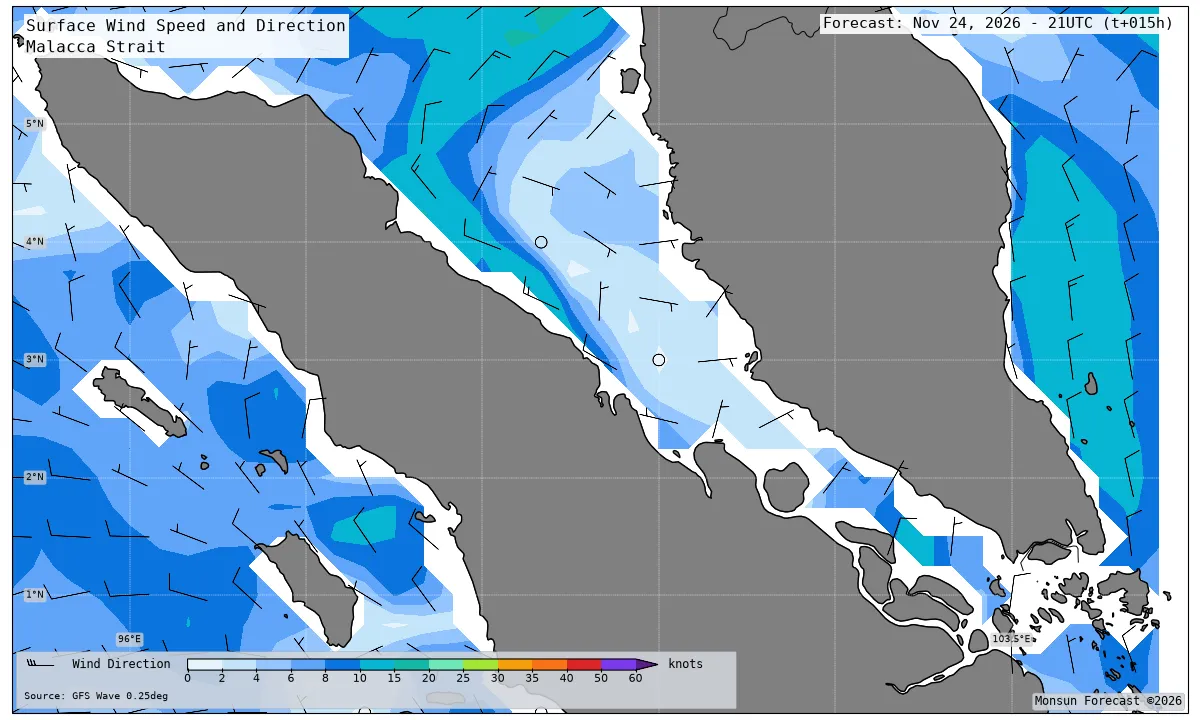 Surface Wind Speed and Direction
Malacca Strait
Forecast: Nov 24, 2026 - 21UTC (t+015h)
5°N
4°N
3°N
2°N
1°N
96°E
103.5°E
Wind Direction
knots
0 2 4 6 8 10 15 20 25 30 35 40 50 60
Source: GFS Wave 0.25deg
Monsun Forecast ©2026